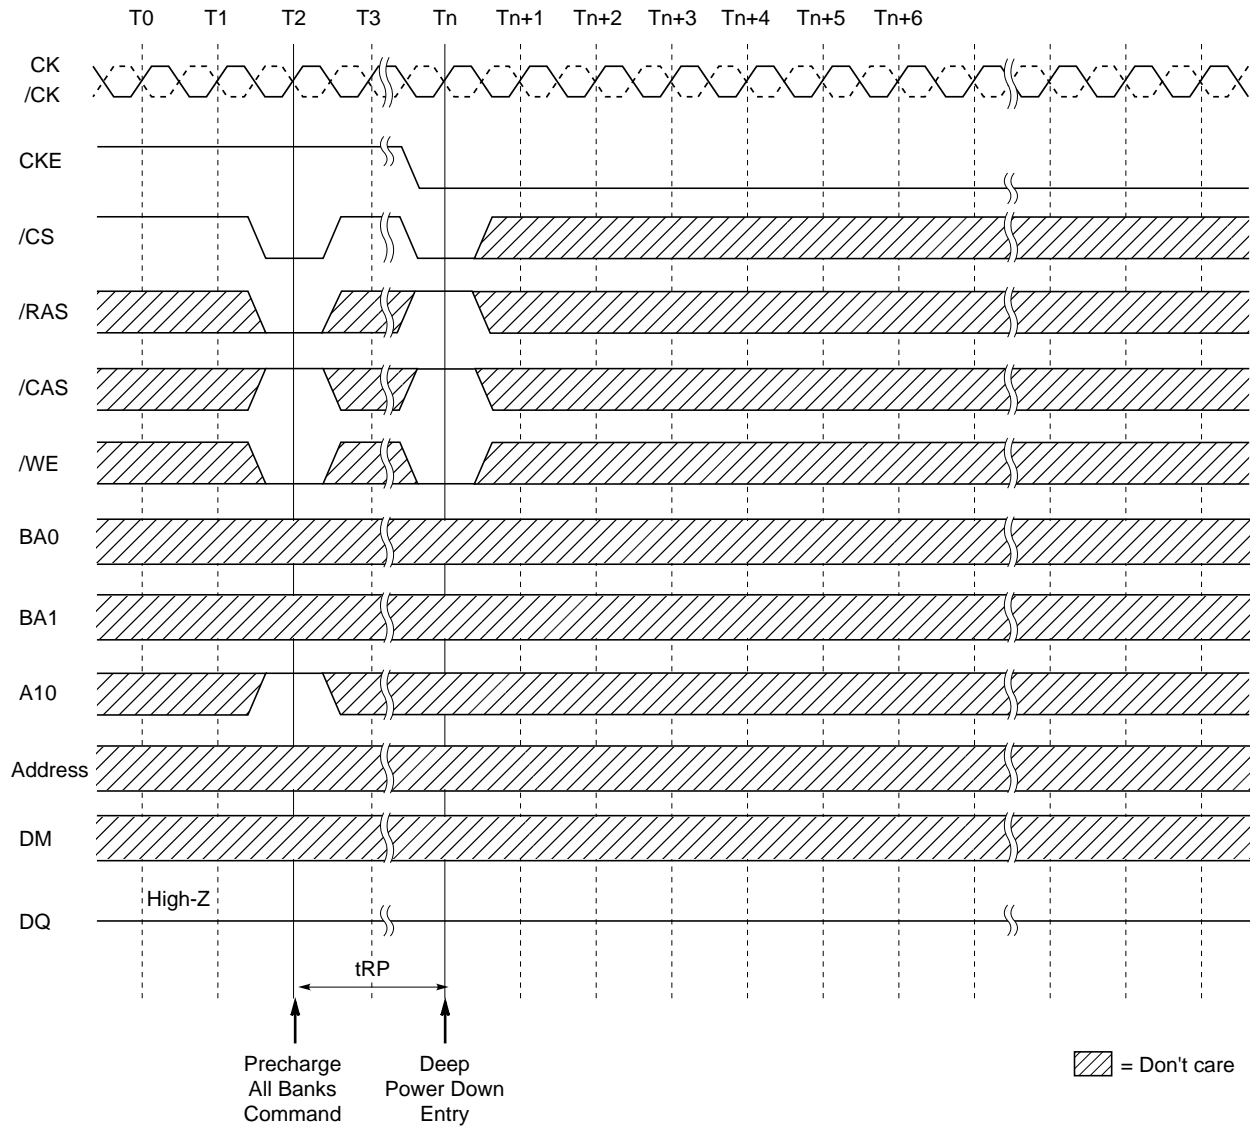 T0 T1 T2 T3 Tn Tn+1 Tn+2 Tn+3 Tn+4 Tn+5 Tn+6
CK
/CK
CKE
/CS
/RAS
/CAS
/WE
BA0
BA1
A10
Address
DM
High-Z
DQ
tRP
Precharge
All Banks
Command
Deep
Power Down
Entry
= Don't care